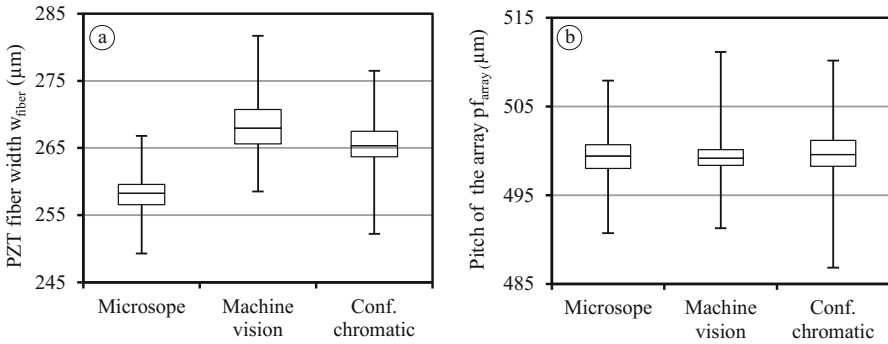 a
PZT fiber width w_fiber (µm)
285
275
265
255
245
Microsope
Machine
vision
Conf.
chromatic
b
Pitch of the array pf_array (µm)
515
505
495
485
Microsope
Machine
vision
Conf.
chromatic